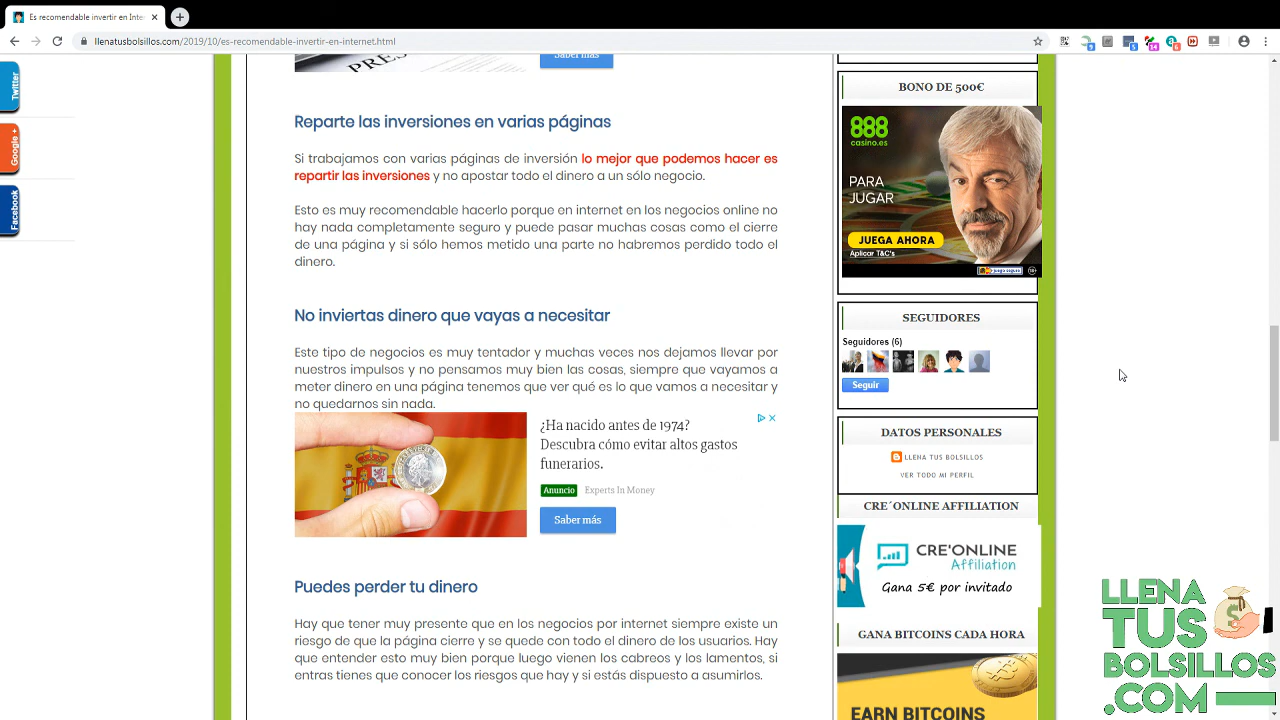 Es recomendable invertir en Inte
llenatusbolsillos.com/2019/10/es-recomendable-invertir-en-internet.html
Twitter
Google +
Facebook
PRES
Saber más
Reparte las inversiones en varias páginas
Si trabajamos con varias páginas de inversión lo mejor que podemos hacer es
repartir las inversiones y no apostar todo el dinero a un sólo negocio.
Esto es muy recomendable hacerlo porque en internet en los negocios online no
hay nada completamente seguro y puede pasar muchas cosas como el cierre
de una página y si sólo hemos metido una parte no habremos perdido todo el
dinero.
No inviertas dinero que vayas a necesitar
Este tipo de negocios es muy tentador y muchas veces nos dejamos llevar por
nuestros impulsos y no pensamos muy bien las cosas, siempre que vayamos a
meter dinero en una página tenemos que ver qué es lo que vamos a necesitar y
no quedarnos sin nada.
¿Ha nacido antes de 1974?
Descubra cómo evitar altos gastos
funerarios.
Anuncio Experts In Money
Saber más
Puedes perder tu dinero
Hay que tener muy presente que en los negocios por internet siempre existe un
riesgo de que la página cierre y se quede con todo el dinero de los usuarios. Hay
que entender esto muy bien porque luego vienen los cabreos y los lamentos, si
entras tienes que conocer los riesgos que hay y si estás dispuesto a asumirlos.
BONO DE 500€
888
casino.es
PARA
JUGAR
JUEGA AHORA
Aplicar T&C's
SEGUIDORES
Seguidores (6)
Seguir
DATOS PERSONALES
LLENA TUS BOLSILLOS
VER TODO MI PERFIL
CRE´ONLINE AFFILIATION
CRE'ONLINE
Affiliation
Gana 5€ por invitado
GANA BITCOINS CADA HORA
EARN BITCOINS
LLENA
TUS
BOLSILLOS
.COM